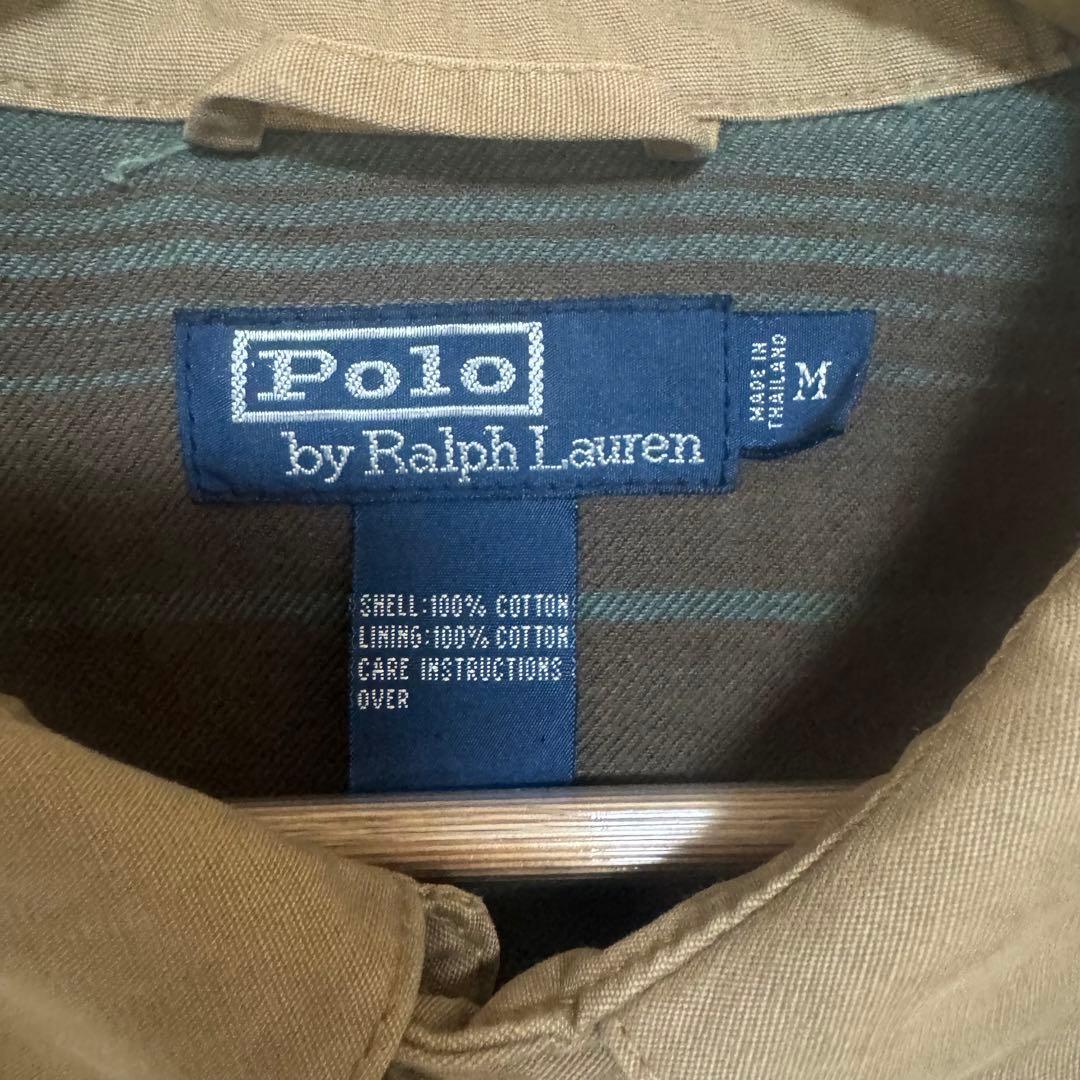 Polo
by Ralph Lauren
MADE IN
THAILAND
M
SHELL:100% COTTON
LINING:100% COTTON
CARE INSTRUCTIONS
OVER